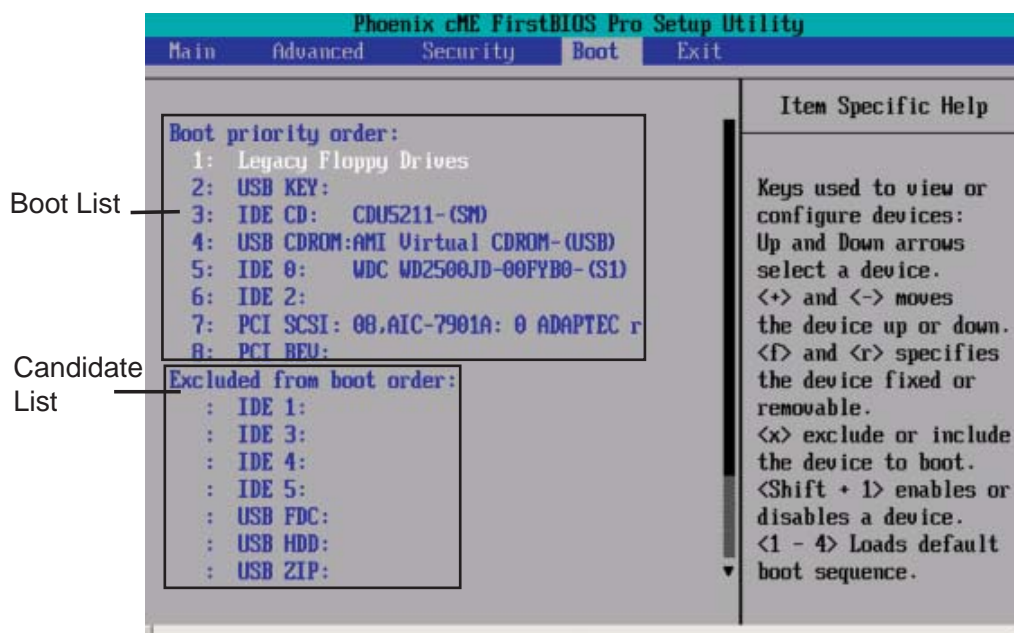 Phoenix cME FirstBIOS Pro Setup Utility
Main Advanced Security Boot Exit
Boot List
Candidate
List
Boot priority order:
1: Legacy Floppy Drives
2: USB KEY:
3: IDE CD: CDU5211-(SM)
4: USB CDROM:AMI Virtual CDROM-(USB)
5: IDE 0: WDC WD2500JD-00FYB0-(S1)
6: IDE 2:
7: PCI SCSI: 08,AIC-7901A: 0 ADAPTEC r
8: PCI BEV:
Excluded from boot order:
: IDE 1:
: IDE 3:
: IDE 4:
: IDE 5:
: USB FDC:
: USB HDD:
: USB ZIP:
Item Specific Help
Keys used to view or
configure devices:
Up and Down arrows
select a device.
<+> and <-> moves
the device up or down.
<f> and <r> specifies
the device fixed or
removable.
<x> exclude or include
the device to boot.
<Shift + 1> enables or
disables a device.
<1 - 4> Loads default
boot sequence.